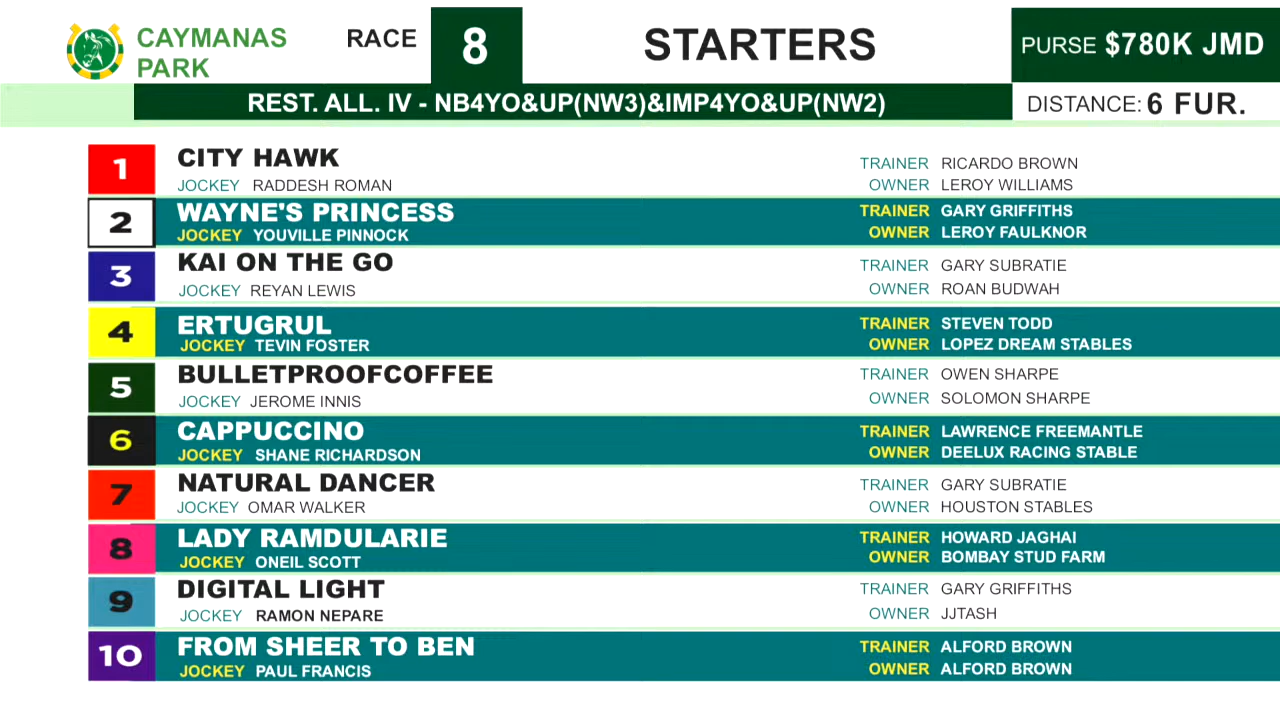 CAYMANAS PARK RACE 8 STARTERS PURSE $780K JMD
REST. ALL. IV - NB4YO&UP(NW3)&IMP4YO&UP(NW2) DISTANCE: 6 FUR.
1 CITY HAWK TRAINER RICARDO BROWN
JOCKEY RADDESH ROMAN OWNER LEROY WILLIAMS
2 WAYNE'S PRINCESS TRAINER GARY GRIFFITHS
JOCKEY YOUVILLE PINNOCK OWNER LEROY FAULKNOR
3 KAI ON THE GO TRAINER GARY SUBRATIE
JOCKEY REYAN LEWIS OWNER ROAN BUDWAH
4 ERTUGRUL TRAINER STEVEN TODD
JOCKEY TEVIN FOSTER OWNER LOPEZ DREAM STABLES
5 BULLETPROOFCOFFEE TRAINER OWEN SHARPE
JOCKEY JEROME INNIS OWNER SOLOMON SHARPE
6 CAPPUCCINO TRAINER LAWRENCE FREEMANTLE
JOCKEY SHANE RICHARDSON OWNER DEELUX RACING STABLE
7 NATURAL DANCER TRAINER GARY SUBRATIE
JOCKEY OMAR WALKER OWNER HOUSTON STABLES
8 LADY RAMDULARIE TRAINER HOWARD JAGHAI
JOCKEY ONEIL SCOTT OWNER BOMBAY STUD FARM
9 DIGITAL LIGHT TRAINER GARY GRIFFITHS
JOCKEY RAMON NEPARE OWNER JJTASH
10 FROM SHEER TO BEN TRAINER ALFORD BROWN
JOCKEY PAUL FRANCIS OWNER ALFORD BROWN